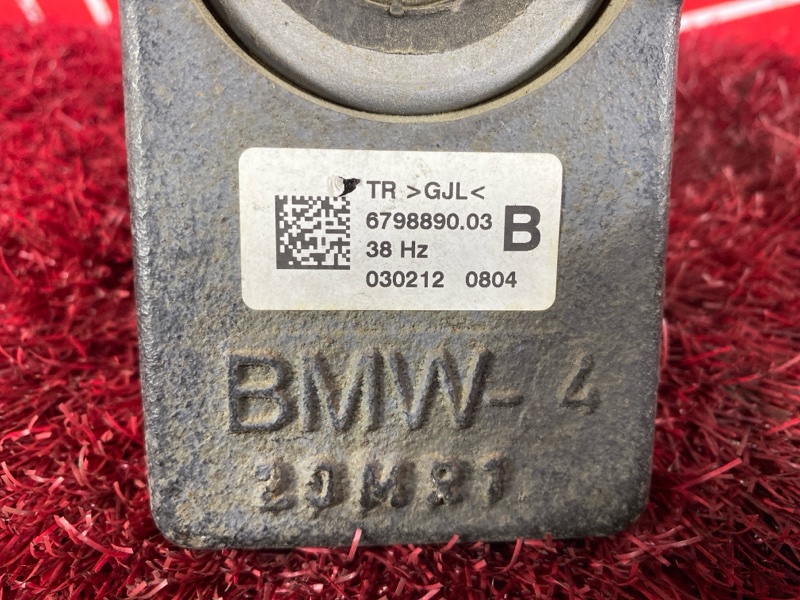 TR >GJL<
6798890.03 B
38 Hz
030212 0804
BMW-4